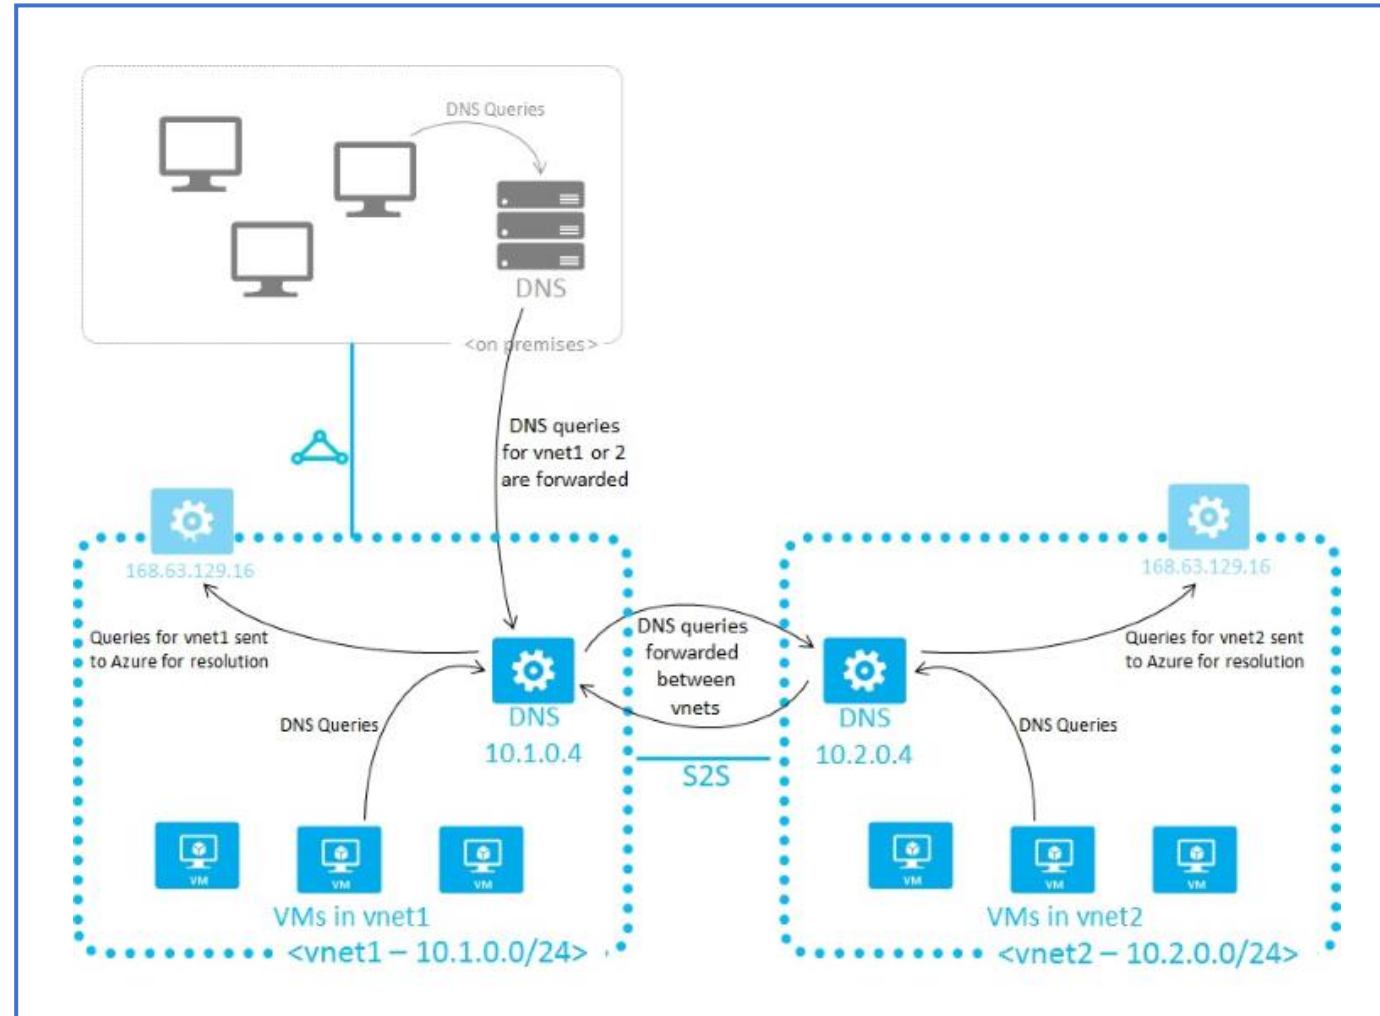 DNS Queries
DNS
<on premises>
DNS queries
for vnet1 or 2
are forwarded
168.63.129.16
168.63.129.16
Queries for vnet1 sent
to Azure for resolution
DNS queries
forwarded
between
vnets
Queries for vnet2 sent
to Azure for resolution
DNS Queries
DNS
10.1.0.4
S2S
DNS
10.2.0.4
DNS Queries
VM
VM
VM
VM
VM
VM
VMs in vnet1
<vnet1 – 10.1.0.0/24>
VMs in vnet2
<vnet2 – 10.2.0.0/24>